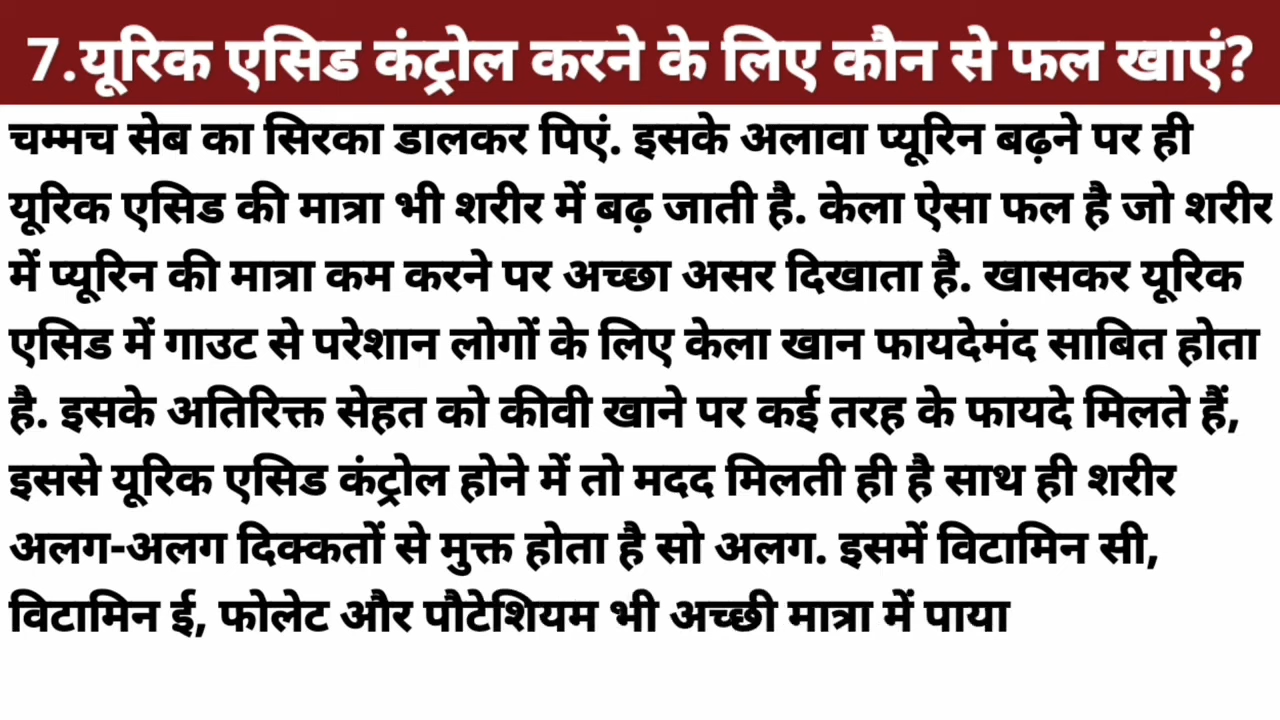 7.यूरिक एसिड कंट्रोल करने के लिए कौन से फल खाएं?
चम्मच सेब का सिरका डालकर पिएं. इसके अलावा प्यूरिन बढ़ने पर ही
यूरिक एसिड की मात्रा भी शरीर में बढ़ जाती है. केला ऐसा फल है जो शरीर
में प्यूरिन की मात्रा कम करने पर अच्छा असर दिखाता है. खासकर यूरिक
एसिड में गाउट से परेशान लोगों के लिए केला खान फायदेमंद साबित होता
है. इसके अतिरिक्त सेहत को कीवी खाने पर कई तरह के फायदे मिलते हैं,
इससे यूरिक एसिड कंट्रोल होने में तो मदद मिलती ही है साथ ही शरीर
अलग-अलग दिक्कतों से मुक्त होता है सो अलग. इसमें विटामिन सी,
विटामिन ई, फोलेट और पौटेशियम भी अच्छी मात्रा में पाया